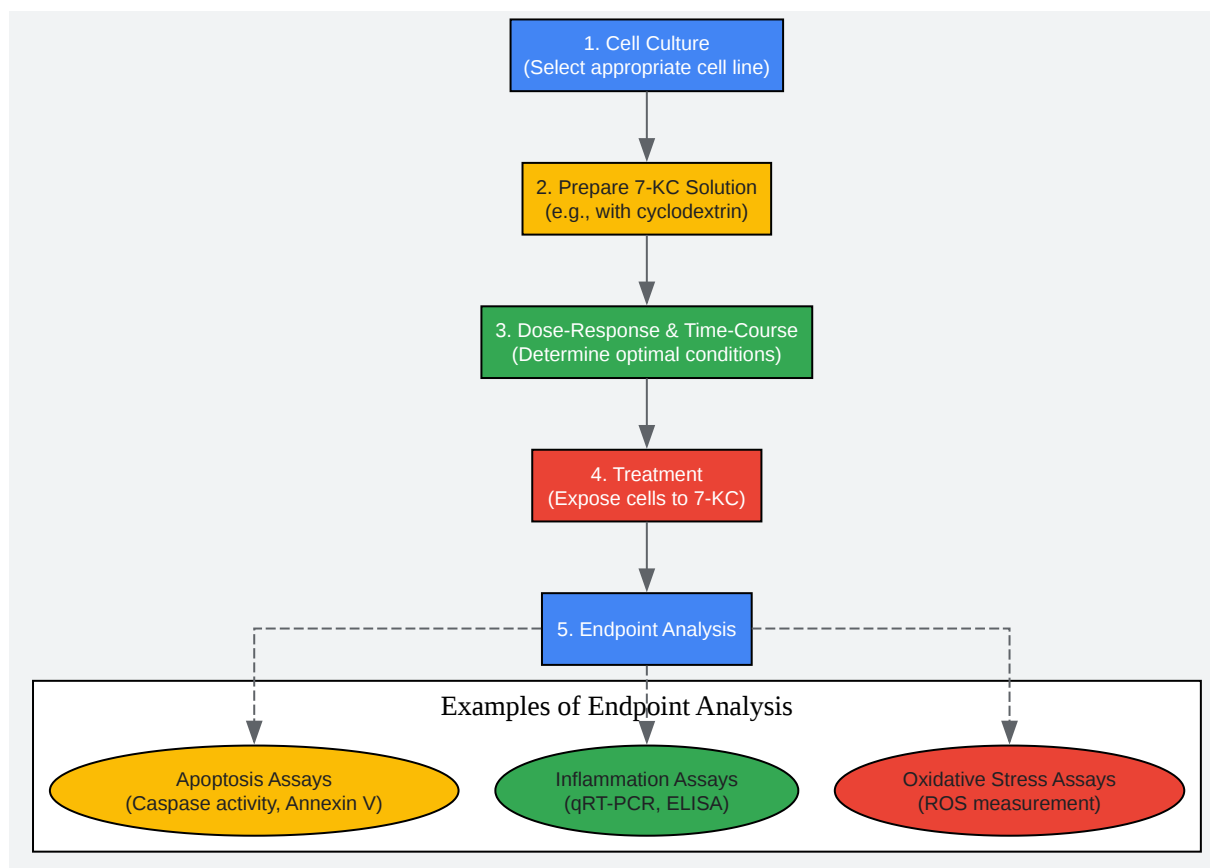 1. Cell Culture
(Select appropriate cell line)
2. Prepare 7-KC Solution
(e.g., with cyclodextrin)
3. Dose-Response & Time-Course
(Determine optimal conditions)
4. Treatment
(Expose cells to 7-KC)
5. Endpoint Analysis
Examples of Endpoint Analysis
Apoptosis Assays
(Caspase activity, Annexin V)
Inflammation Assays
(qRT-PCR, ELISA)
Oxidative Stress Assays
(ROS measurement)